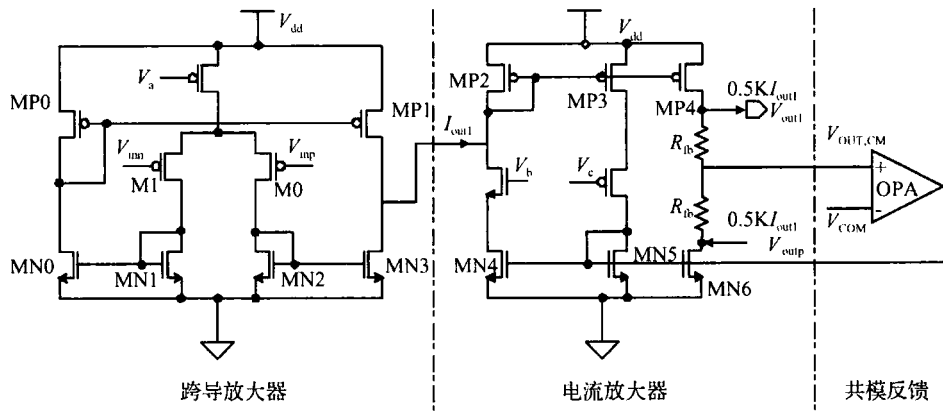 V_dd
V_a
MP0
MP1
V_inn
V_inp
M1
M0
MN0
MN1
MN2
MN3
I_out1
跨导放大器
V_dd
MP2
MP3
MP4
0.5KI_out1
V_out1
R_fb
V_b
V_c
R_fb
0.5KI_out1
V_outp
MN4
MN5
MN6
电流放大器
V_OUT,CM
+
OPA
-
V_COM
共模反馈